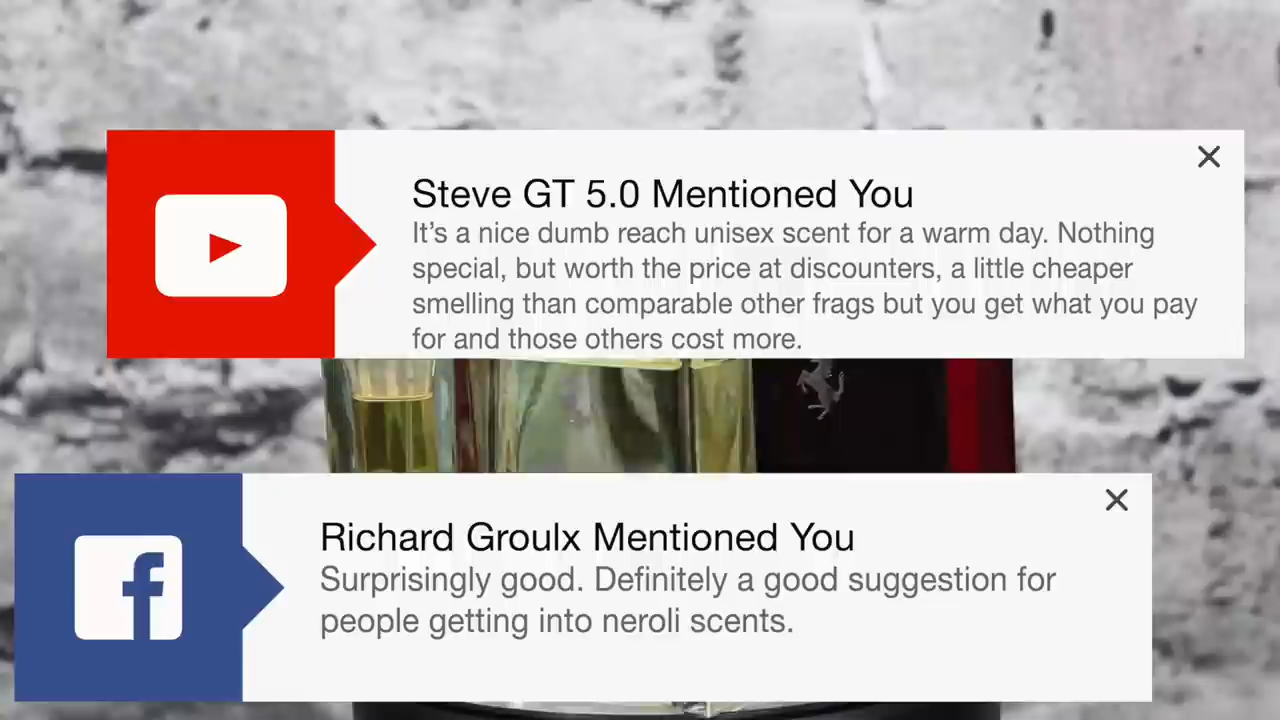 Steve GT 5.0 Mentioned You
It’s a nice dumb reach unisex scent for a warm day. Nothing
special, but worth the price at discounters, a little cheaper
smelling than comparable other frags but you get what you pay
for and those others cost more.
Richard Groulx Mentioned You
Surprisingly good. Definitely a good suggestion for
people getting into neroli scents.